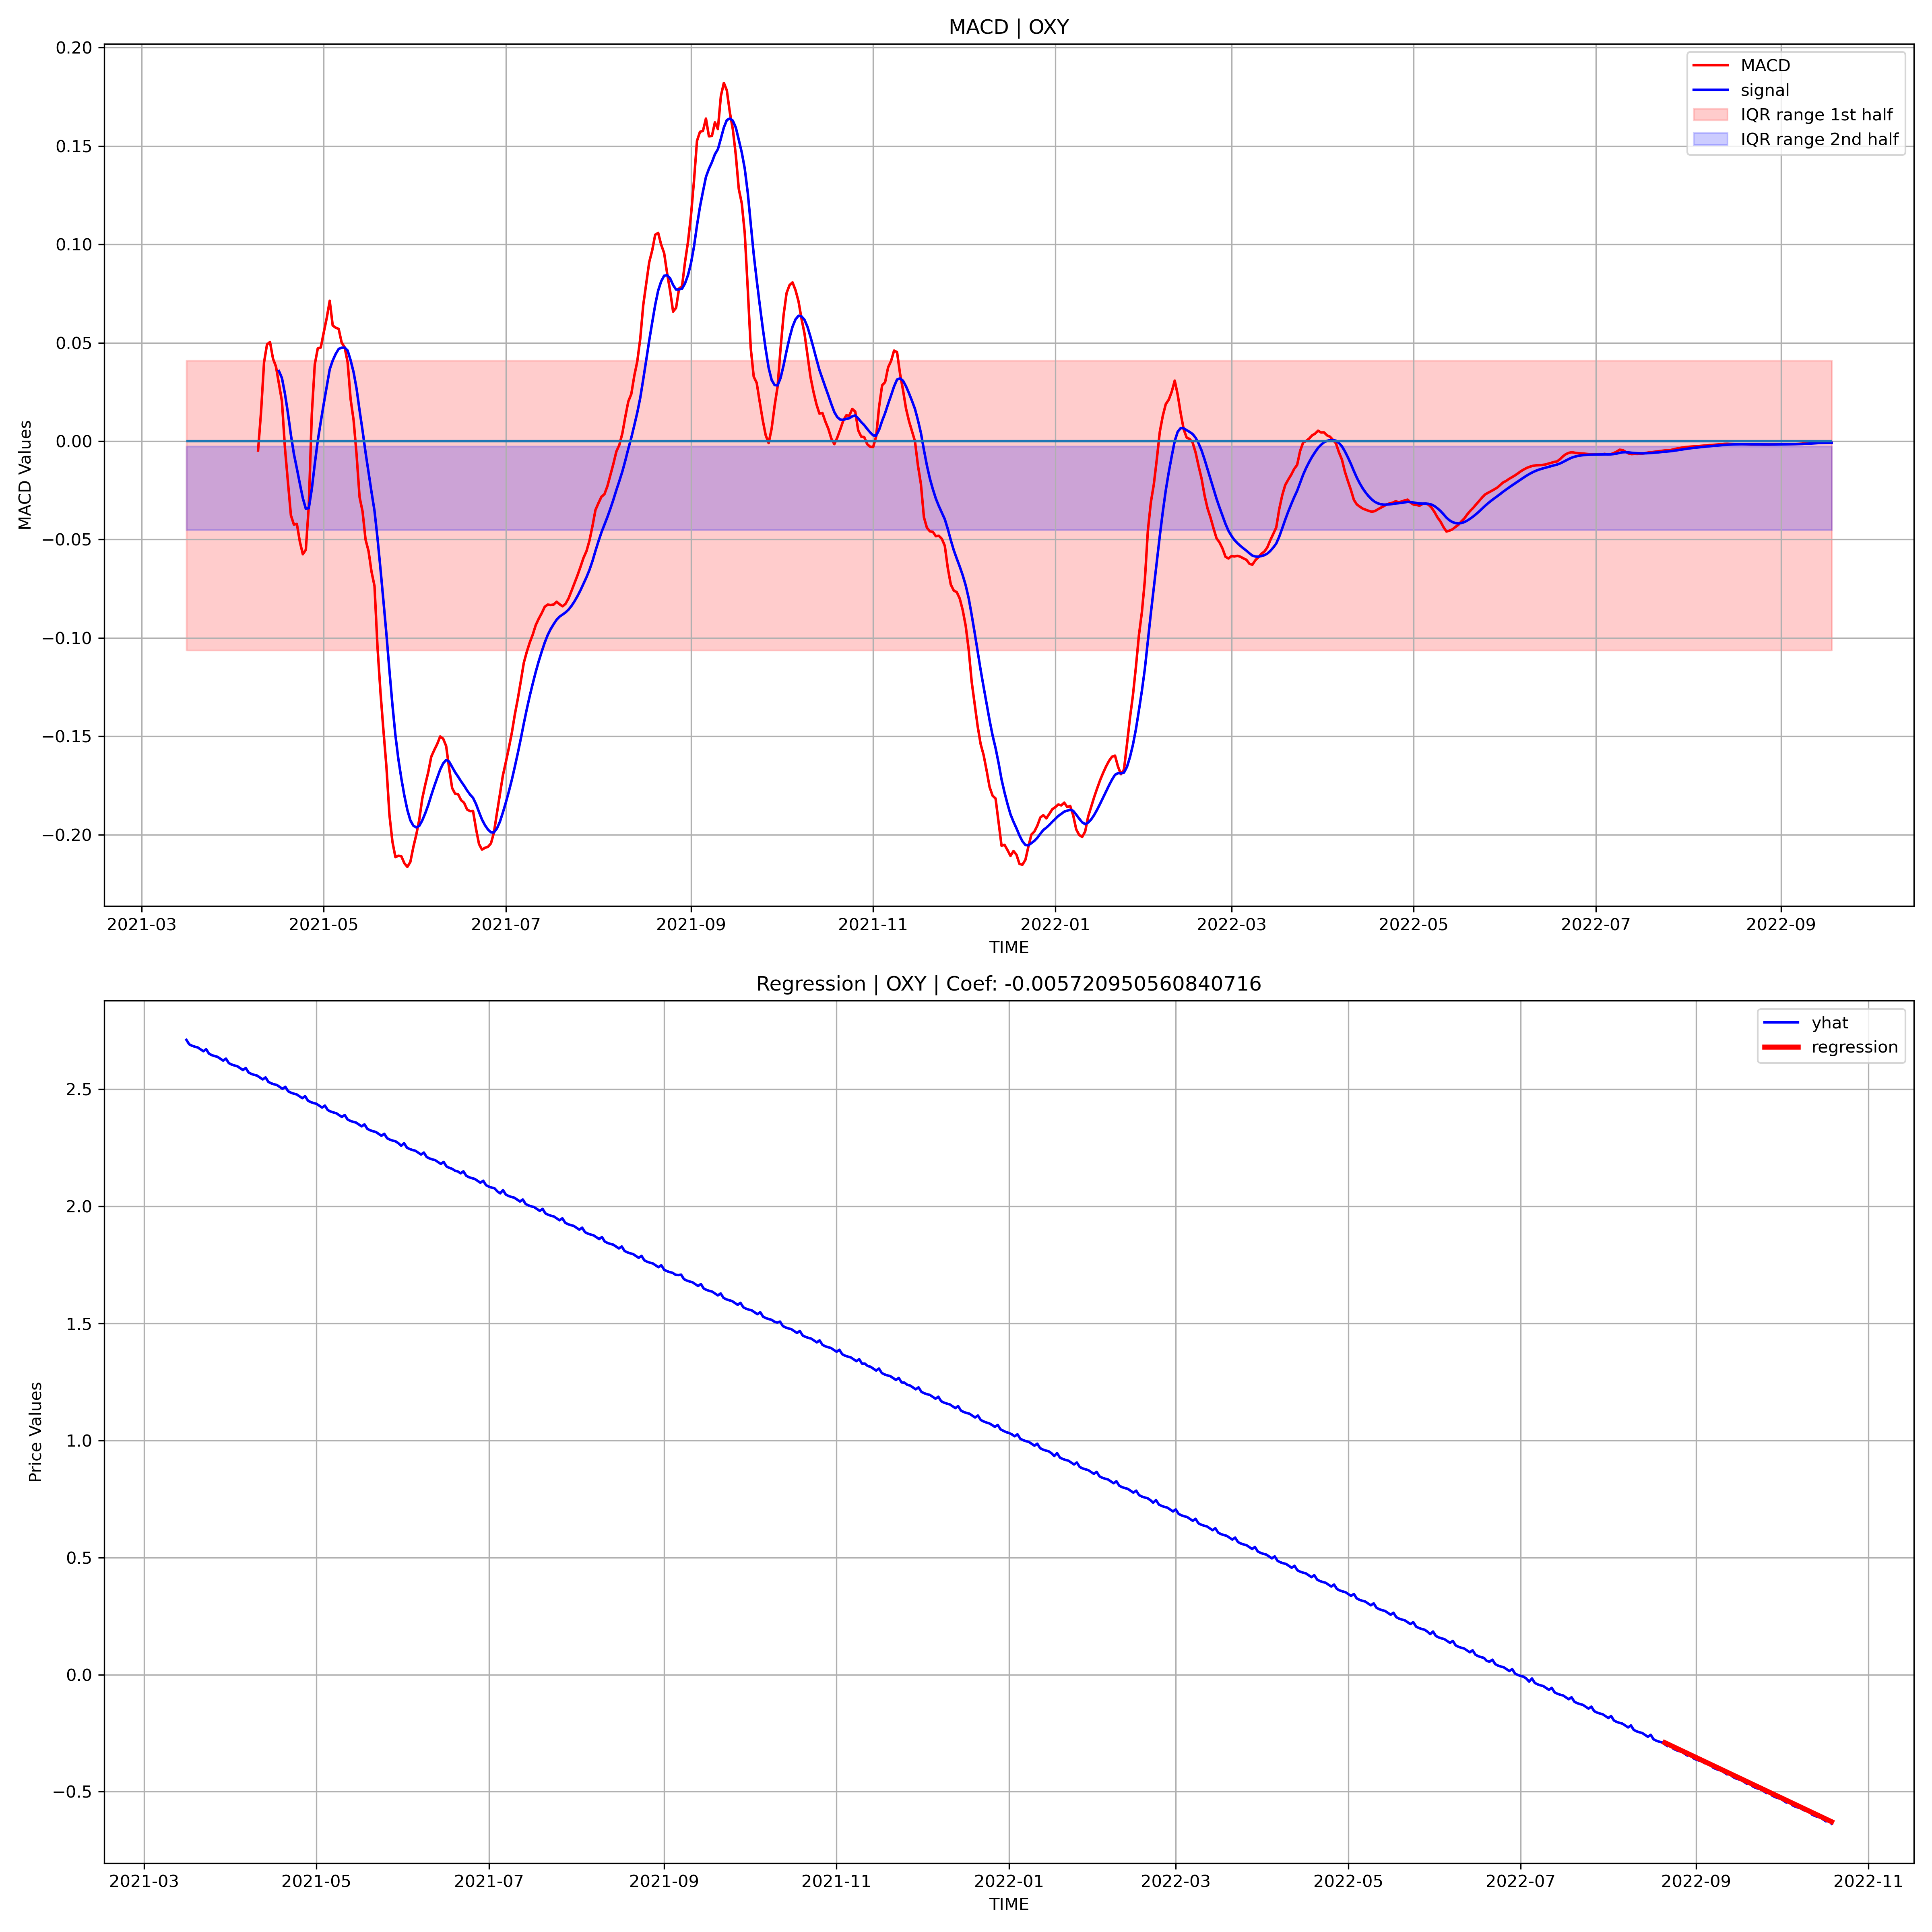 MACD | OXY
0.20
0.15
0.10
0.05
0.00
−0.05
−0.10
−0.15
−0.20
MACD Values
MACD
signal
IQR range 1st half
IQR range 2nd half
2021-03 2021-05 2021-07 2021-09 2021-11 2022-01 2022-03 2022-05 2022-07 2022-09
TIME
Regression | OXY | Coef: -0.005720950560840716
2.5
2.0
1.5
1.0
0.5
0.0
−0.5
Price Values
yhat
regression
2021-03 2021-05 2021-07 2021-09 2021-11 2022-01 2022-03 2022-05 2022-07 2022-09 2022-11
TIME